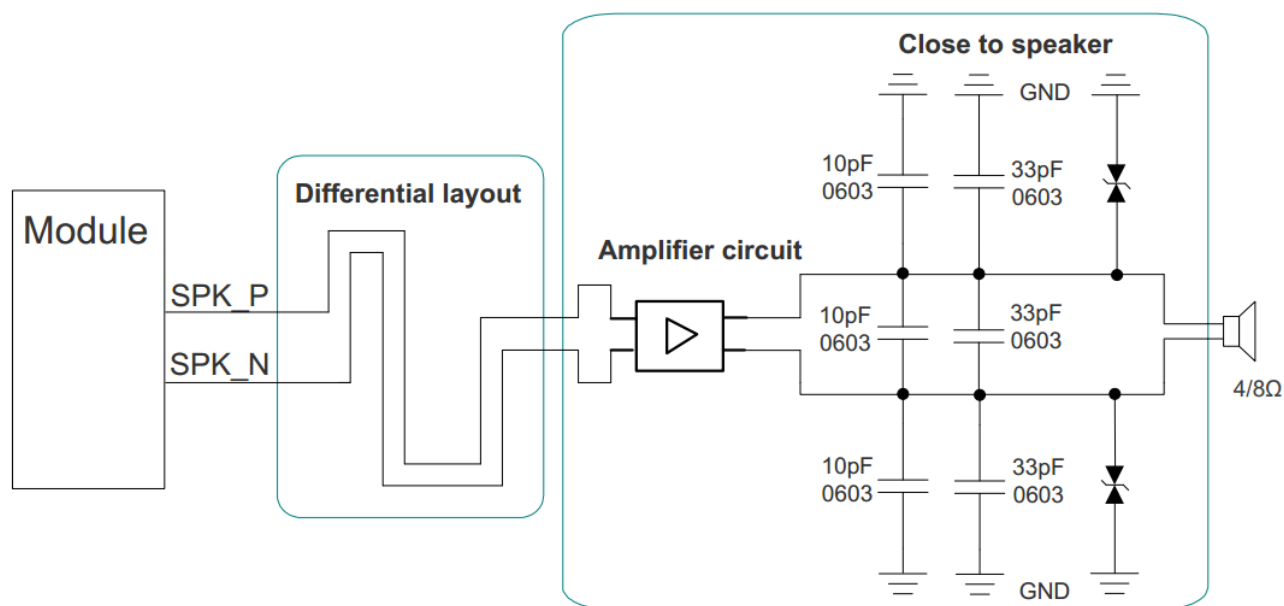 Close to speaker
GND
10pF
0603
33pF
0603
Differential layout
Module
Amplifier circuit
SPK_P
10pF
0603
33pF
0603
SPK_N
4/8Ω
10pF
0603
33pF
0603
GND